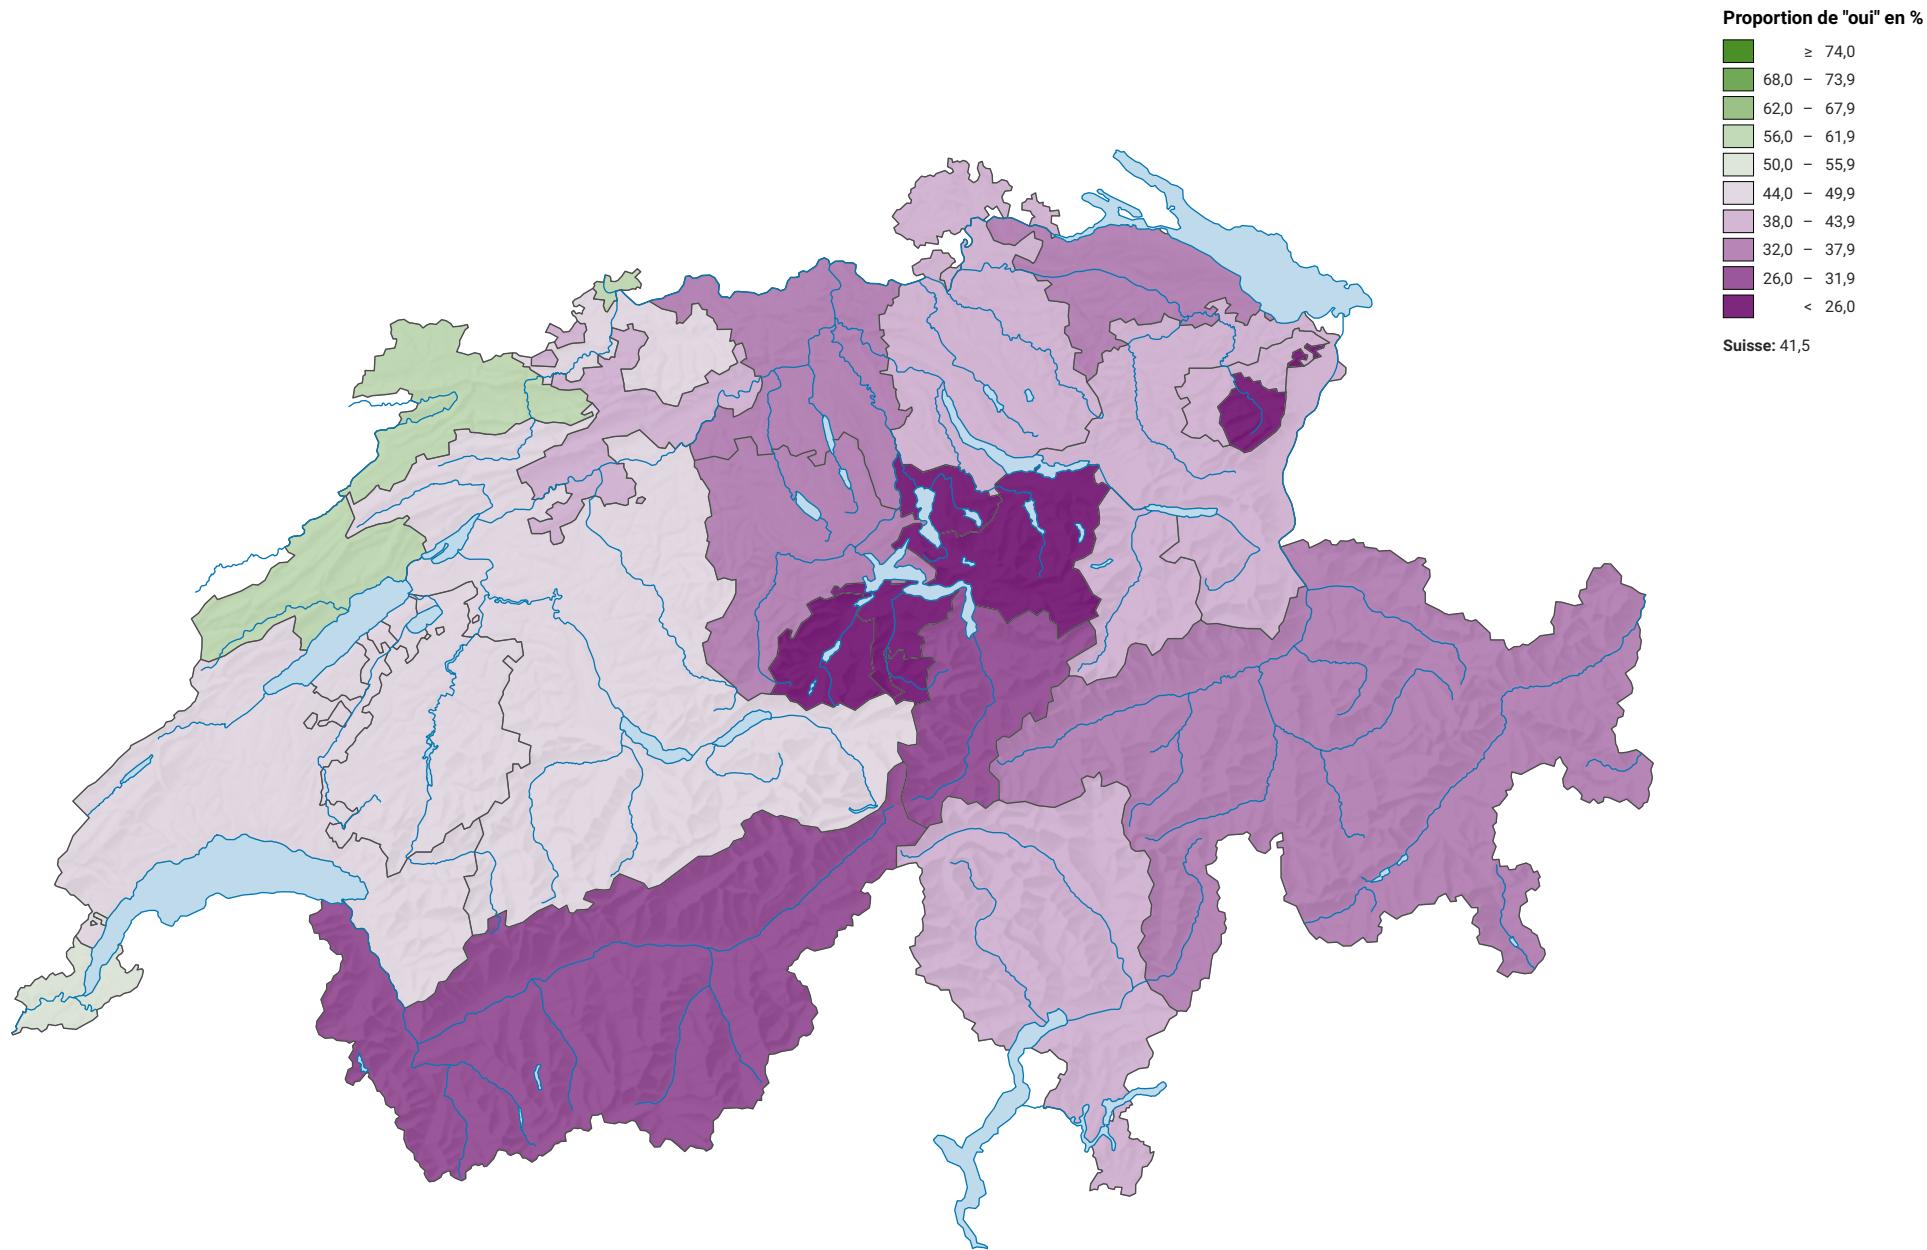 Proportion de "oui" en %
≥ 74,0
68,0 – 73,9
62,0 – 67,9
56,0 – 61,9
50,0 – 55,9
44,0 – 49,9
38,0 – 43,9
32,0 – 37,9
26,0 – 31,9
< 26,0
Suisse: 41,5